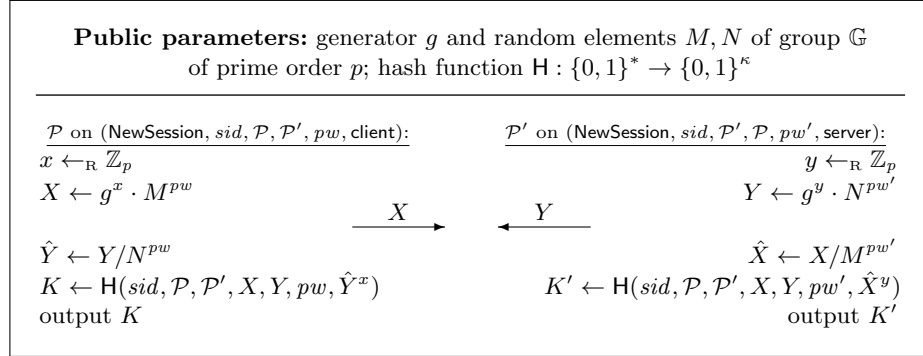 Public parameters: generator g and random elements M, N of group 𝔾
of prime order p; hash function H : {0, 1}* → {0, 1}^κ
𝒫 on (NewSession, sid, 𝒫, 𝒫′, pw, client):
𝒫′ on (NewSession, sid, 𝒫′, 𝒫, pw′, server):
x ←_R ℤ_p
y ←_R ℤ_p
X ← g^x · M^{pw}
Y ← g^y · N^{pw′}
X
Y
Ŷ ← Y/N^{pw}
X̂ ← X/M^{pw′}
K ← H(sid, 𝒫, 𝒫′, X, Y, pw, Ŷ^x)
K′ ← H(sid, 𝒫, 𝒫′, X, Y, pw′, X̂^y)
output K
output K′